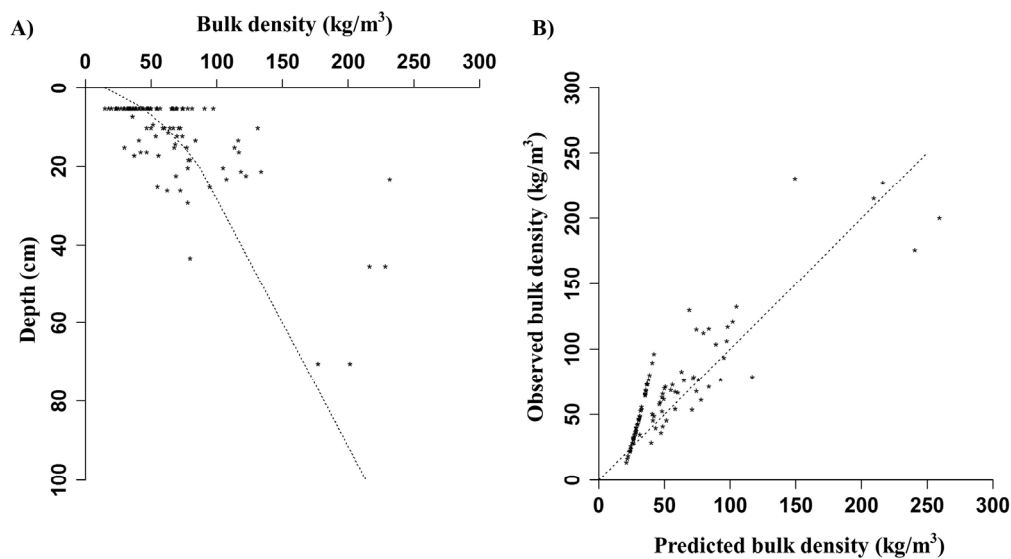 A)
Bulk density (kg/m³)
0 50 100 150 200 250 300
Depth (cm)
0
20
40
60
80
100
B)
Observed bulk density (kg/m³)
300
250
200
150
100
50
0
0 50 100 150 200 250 300
Predicted bulk density (kg/m³)